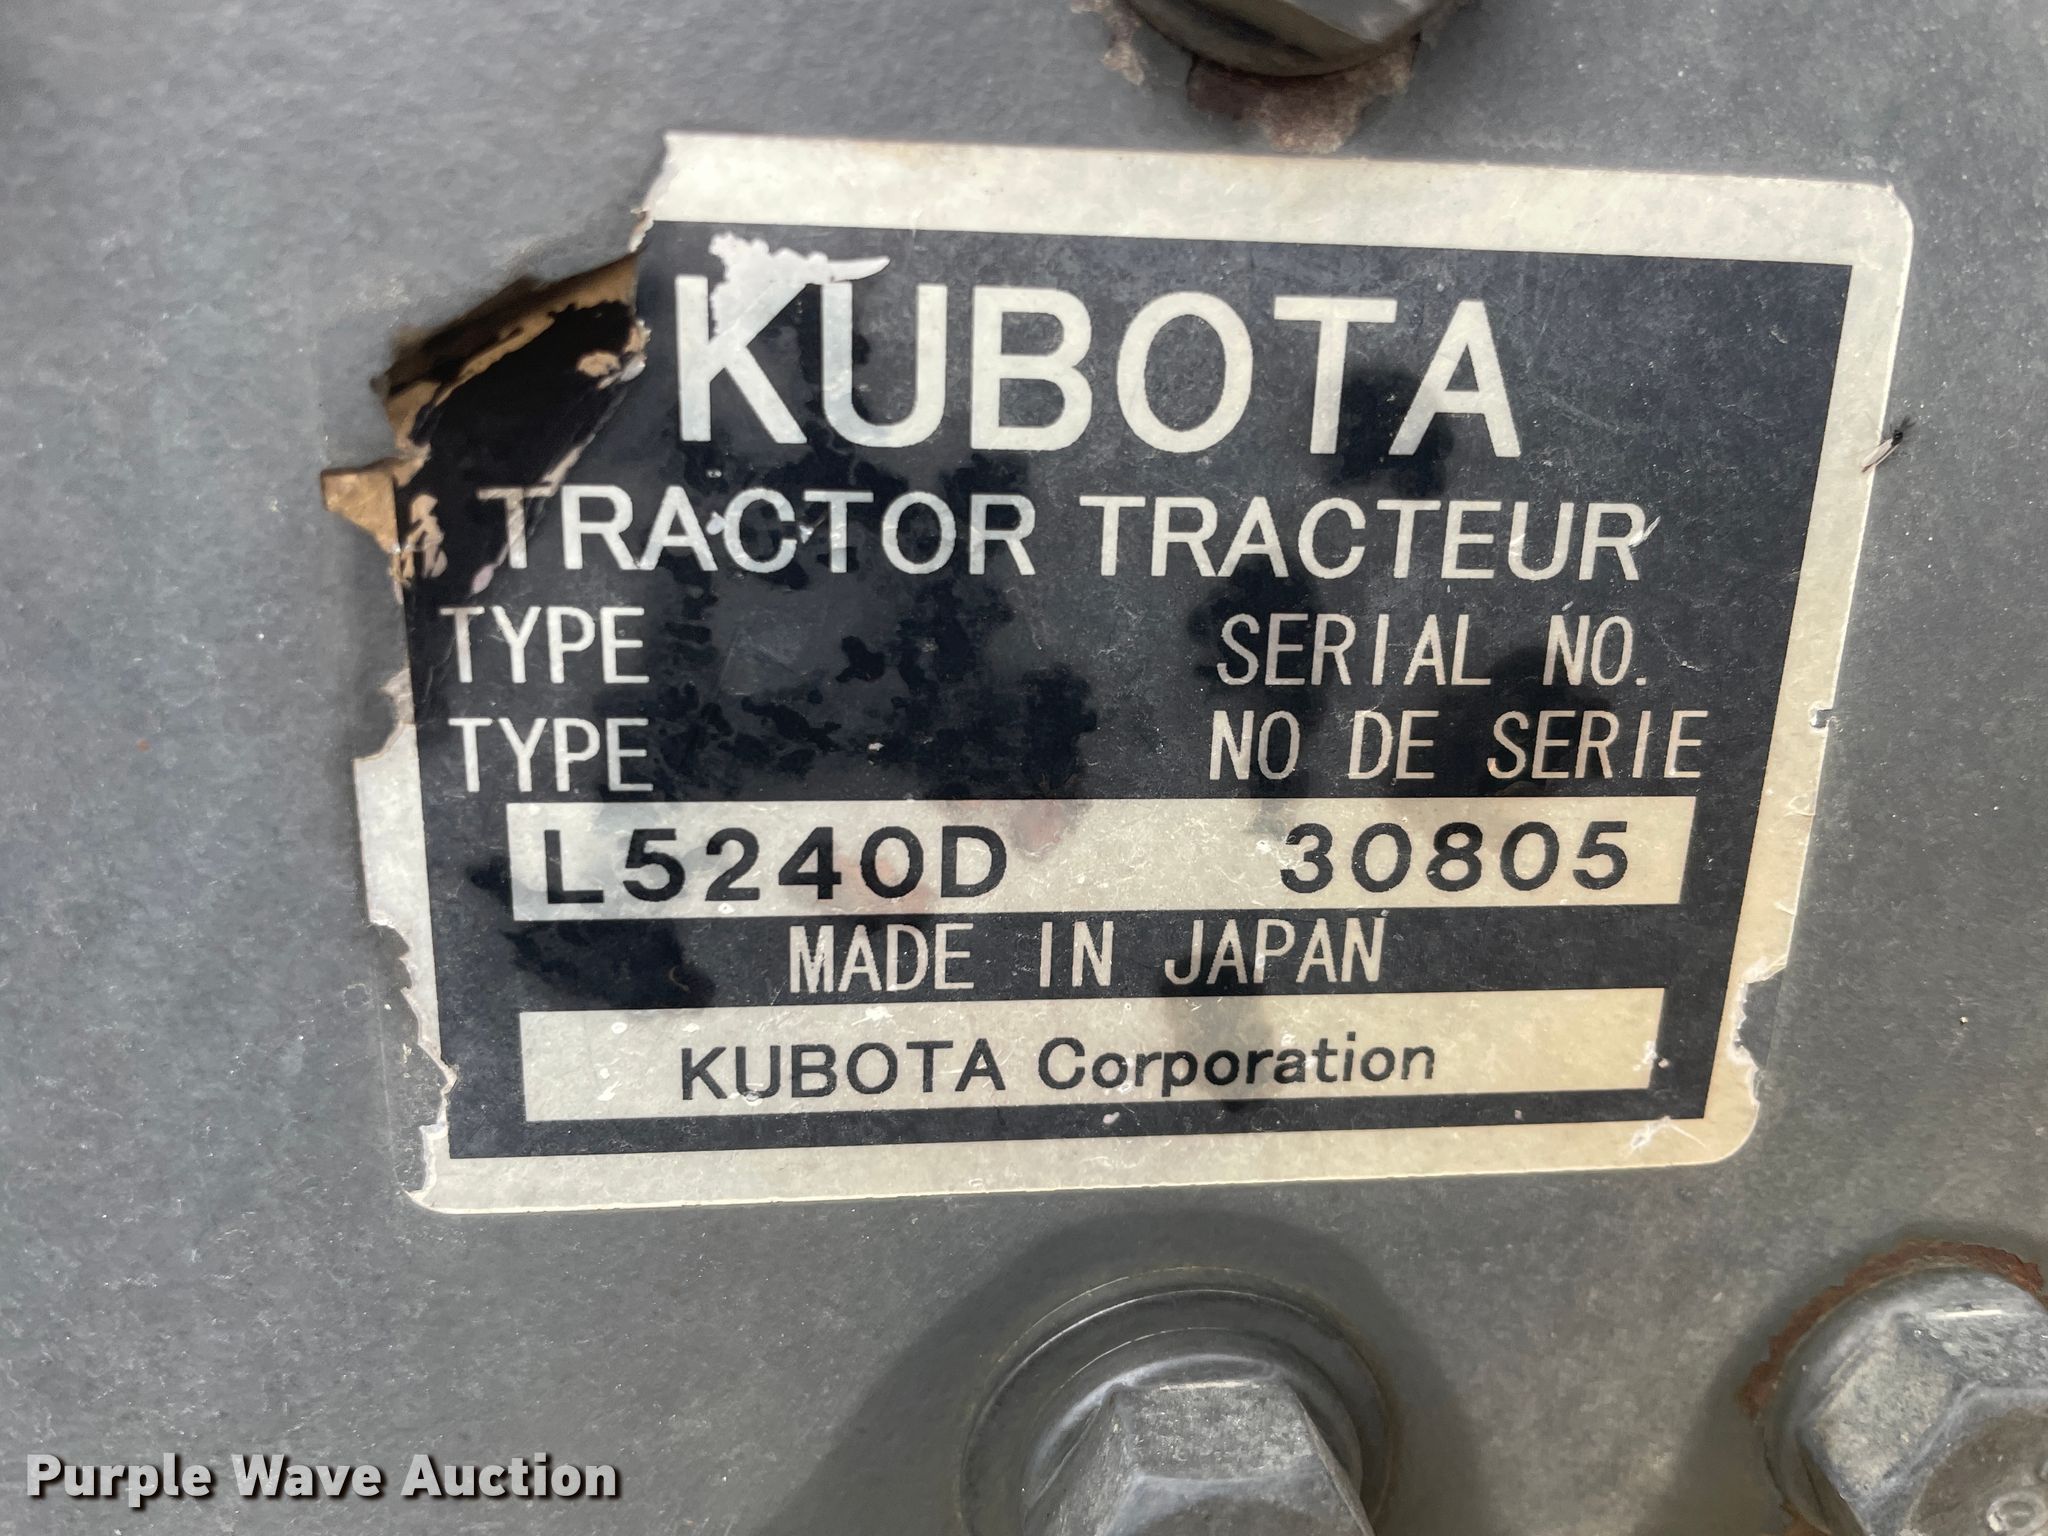 KUBOTA
TRACTOR TRACTEUR
TYPE SERIAL NO.
TYPE NO DE SERIE
L5240D 30805
MADE IN JAPAN
KUBOTA Corporation
Purple Wave Auction